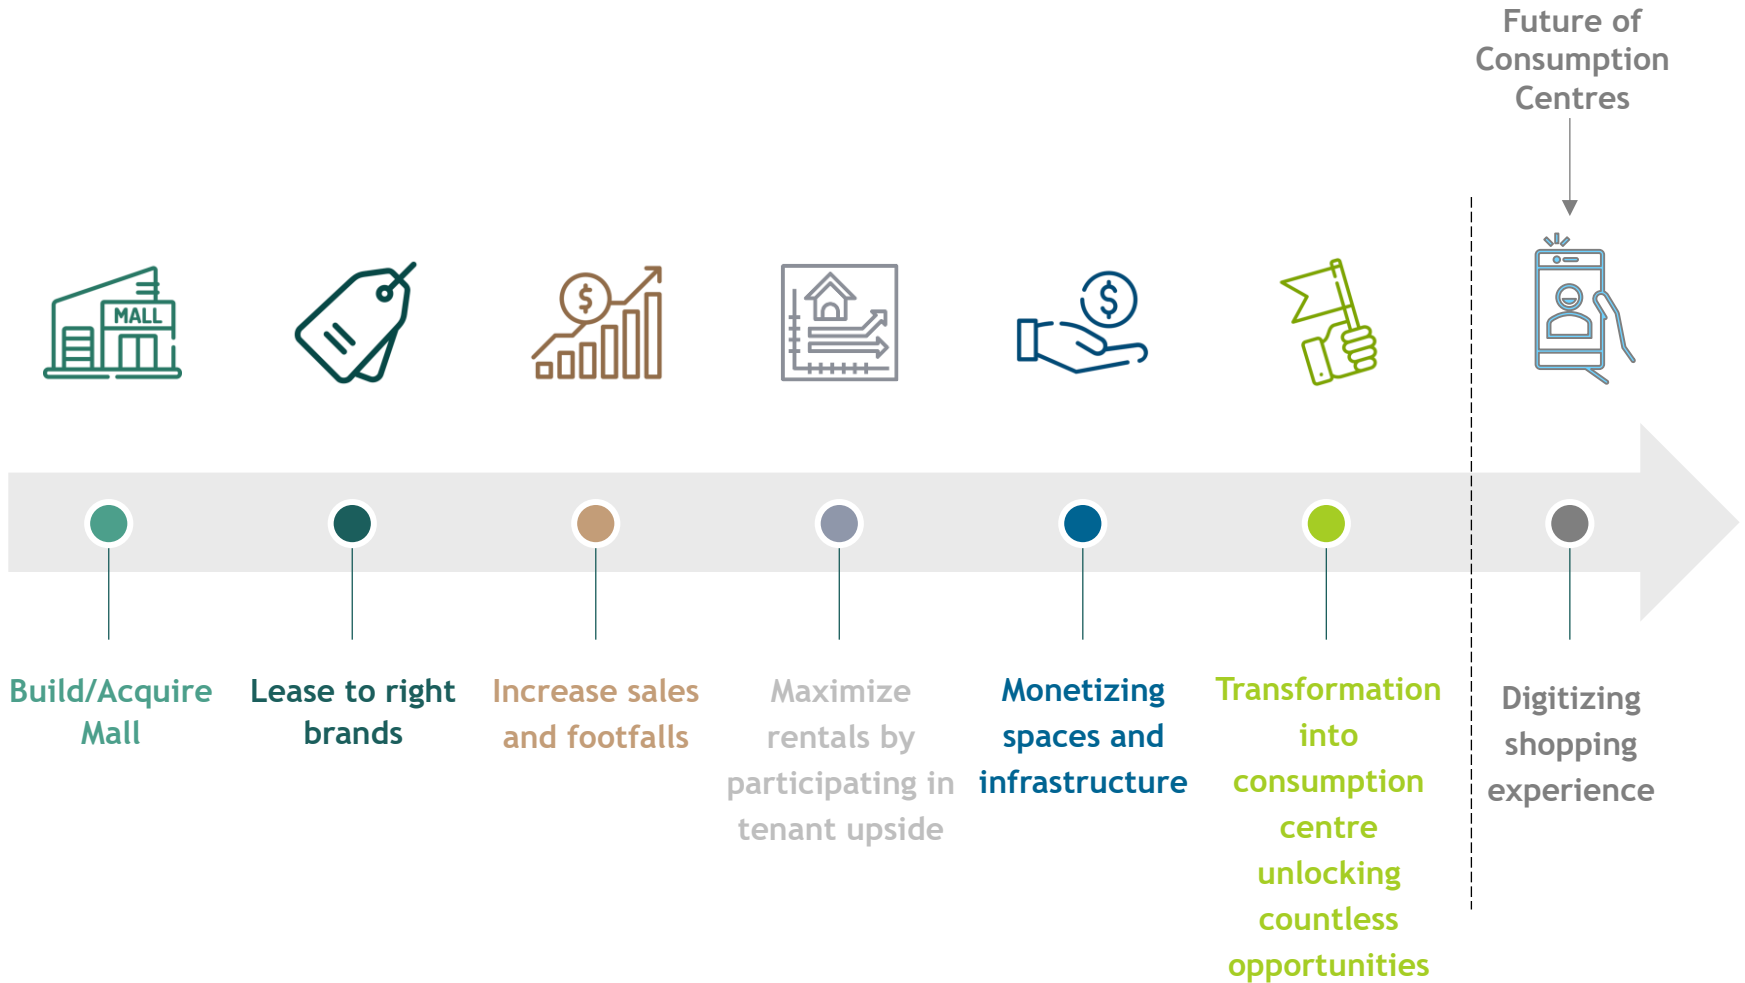 Future of
Consumption
Centres
MALL
$
$
Build/Acquire
Mall
Lease to right
brands
Increase sales
and footfalls
Maximize
rentals by
participating in
tenant upside
Monetizing
spaces and
infrastructure
Transformation
into
consumption
centre
unlocking
countless
opportunities
Digitizing
shopping
experience